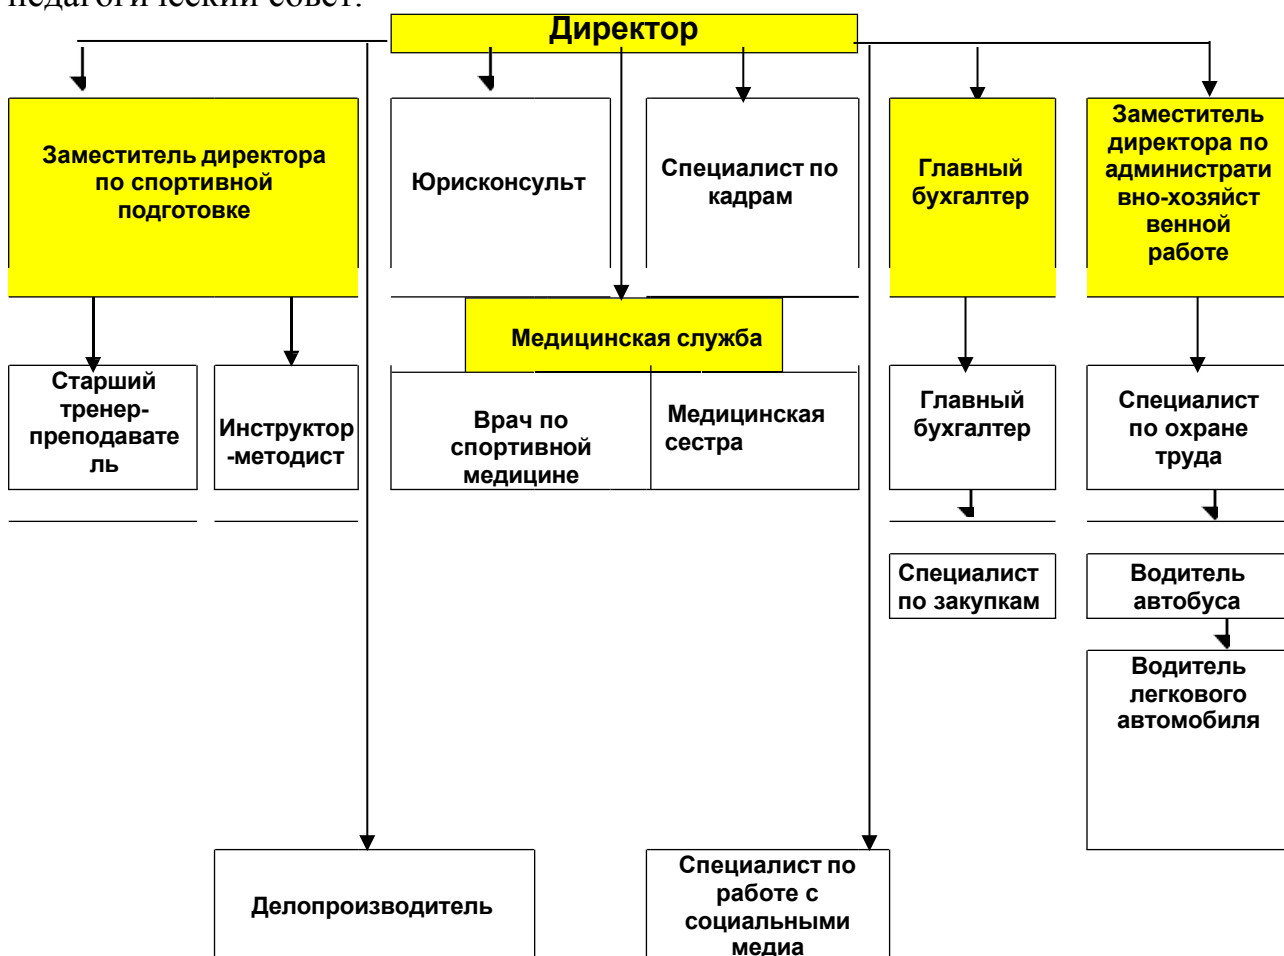 педагогический совет.
Директор
Заместитель директора
по спортивной
подготовке
Юрисконсульт
Специалист по
кадрам
Главный
бухгалтер
Заместитель
директора по
администрати
вно-хозяйст
венной
работе
Медицинская служба
Старший
тренер-
преподавате
ль
Инструктор
-методист
Врач по
спортивной
медицине
Медицинская
сестра
Главный
бухгалтер
Специалист
по охране
труда
Специалист
по закупкам
Водитель
автобуса
Водитель
легкового
автомобиля
Делопроизводитель
Специалист по
работе с
социальными
медиа